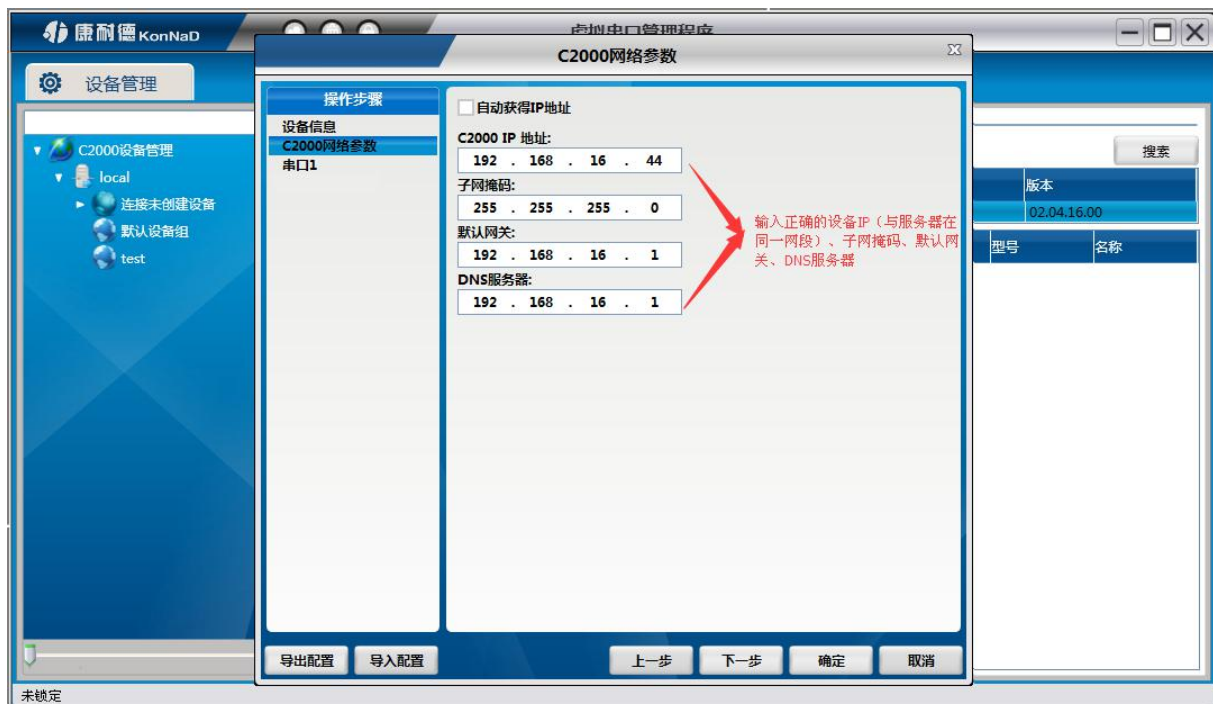 康耐德 KonNaD
虚拟串口管理程序
C2000网络参数
设备管理
操作步骤
设备信息
C2000网络参数
串口1
自动获得IP地址
C2000 IP 地址:
192 . 168 . 16 . 44
子网掩码:
255 . 255 . 255 . 0
默认网关:
192 . 168 . 16 . 1
DNS服务器:
192 . 168 . 16 . 1
输入正确的设备IP（与服务器在
同一网段）、子网掩码、默认网
关、DNS服务器
C2000设备管理
local
连接未创建设备
默认设备组
test
搜索
版本
02.04.16.00
型号 名称
导出配置 导入配置 上一步 下一步 确定 取消
未锁定